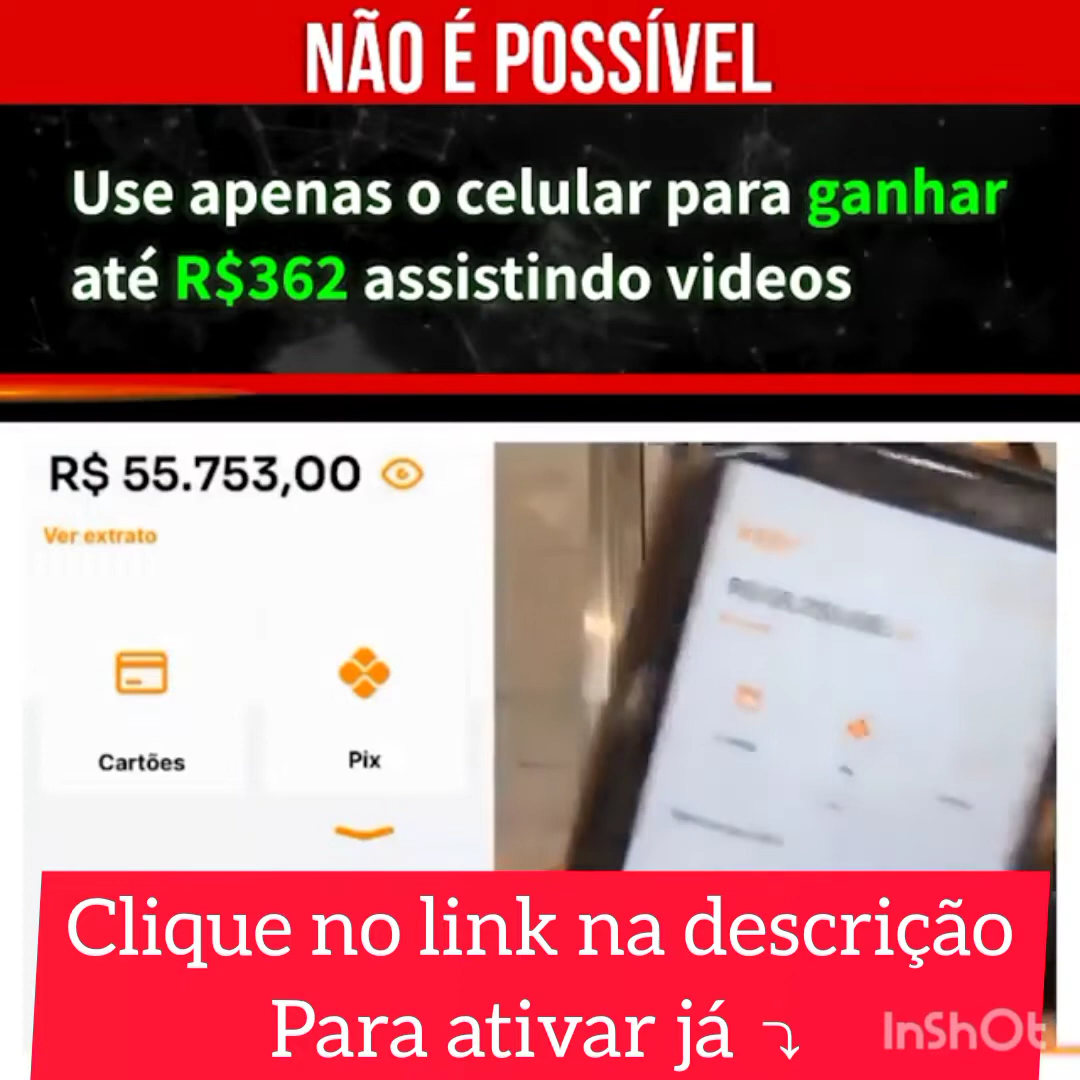 NÃO É POSSÍVEL
Use apenas o celular para ganhar
até R$362 assistindo videos
R$ 55.753,00
Ver extrato
Cartões
Pix
Clique no link na descrição
Para ativar já ⤵
InShOt